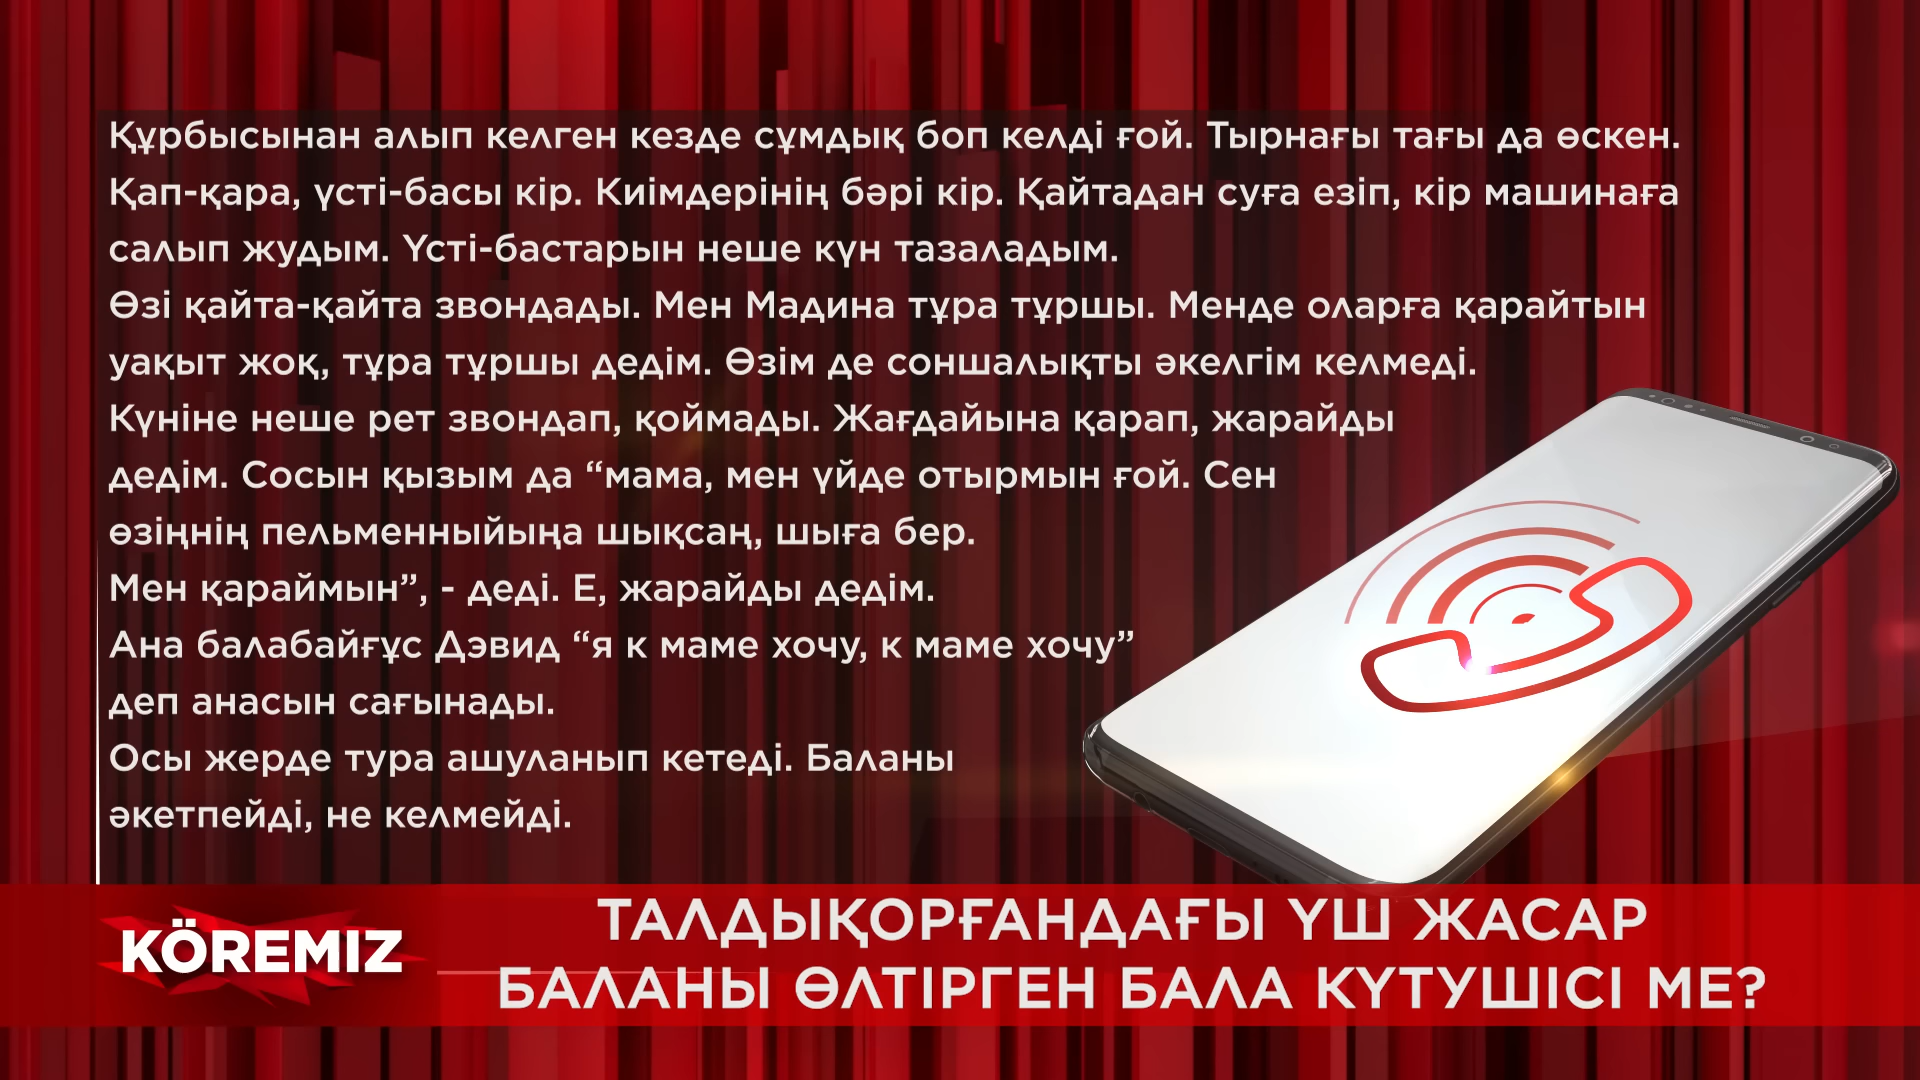 Құрбысынан алып келген кезде сұмдық боп келді ғой. Тырнағы тағы да өскен.
Қап-қара, үсті-басы кір. Киімдерінің бәрі кір. Қайтадан суға езіп, кір машинаға
салып жудым. Үсті-бастарын неше күн тазаладым.
Өзі қайта-қайта звондады. Мен Мадина тұра тұршы. Менде оларға қарайтын
уақыт жоқ, тұра тұршы дедім. Өзім де соншалықты әкелгім келмеді.
Күніне неше рет звондап, қоймады. Жағдайына қарап, жарайды
дедім. Сосын қызым да “мама, мен үйде отырмын ғой. Сен
өзіңнің пельменныйыңа шықсаң, шыға бер.
Мен қараймын”, - деді. Е, жарайды дедім.
Ана балабайғұс Дэвид “я к маме хочу, к маме хочу”
деп анасын сағынады.
Осы жерде тура ашуланып кетеді. Баланы
әкетпейді, не келмейді.
KÖREMIZ
ТАЛДЫҚОРҒАНДАҒЫ ҮШ ЖАСАР
БАЛАНЫ ӨЛТІРГЕН БАЛА КҮТУШІСІ МЕ?